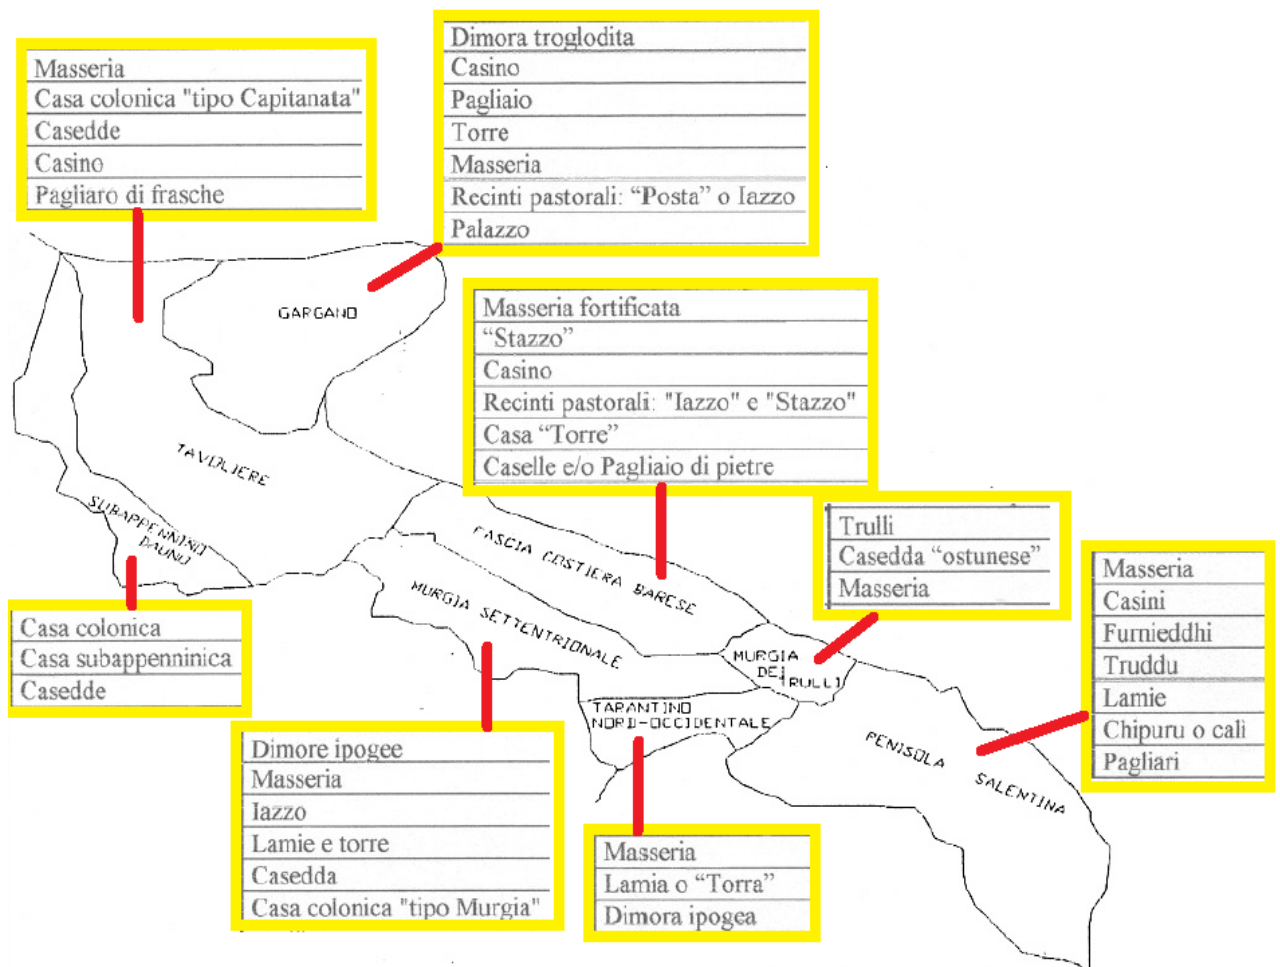 Masseria
Casa colonica "tipo Capitanata"
Casedde
Casino
Pagliaro di frasche
Dimora troglodita
Casino
Pagliaio
Torre
Masseria
Recinti pastorali: “Posta” o Iazzo
Palazzo
GARGANO
Masseria fortificata
“Stazzo”
Casino
Recinti pastorali: "Iazzo" e "Stazzo"
Casa “Torre”
Caselle e/o Pagliaio di pietre
TAVOLIERE
SUBAPPENNINO
DAUNO
FASCIA COSTIERA BARESE
MURGIA SETTENTRIONALE
Trulli
Casedda “ostunese”
Masseria
Masseria
Casini
Furnieddhi
Truddu
Lamie
Chipuru o calì
Pagliari
Casa colonica
Casa subappenninica
Casedde
MURGIA
DEI TRULLI
TARANTINO
NORD-OCCIDENTALE
PENISOLA SALENTINA
Dimore ipogee
Masseria
Iazzo
Lamie e torre
Casedda
Casa colonica "tipo Murgia"
Masseria
Lamia o “Torra”
Dimora ipogea